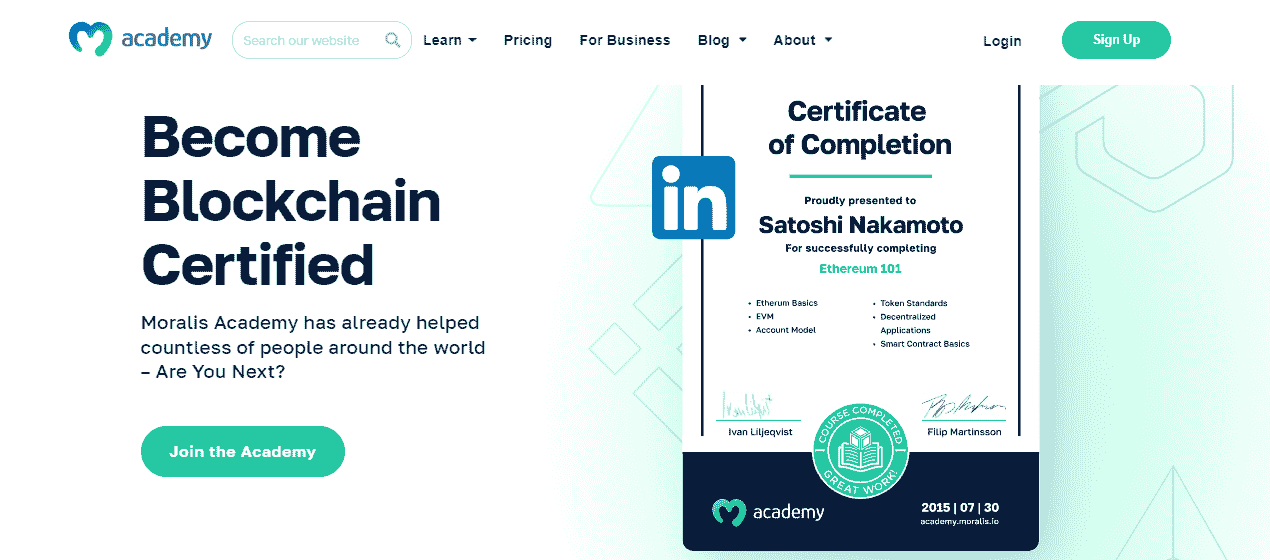 academy
Search our website
Learn
Pricing
For Business
Blog
About
Login
Sign Up
Become
Blockchain
Certified
Moralis Academy has already helped
countless of people around the world
– Are You Next?
Join the Academy
in
Certificate
of Completion
Proudly presented to
Satoshi Nakamoto
For successfully completing
Ethereum 101
• Etherum Basics
• EVM
• Account Model
• Token Standards
• Decentralized
Applications
• Smart Contract Basics
Ivan Liljeqvist
Filip Martinsson
COURSE COMPLETED
GREAT WORK!
academy
2015 | 07 | 30
academy.moralis.io